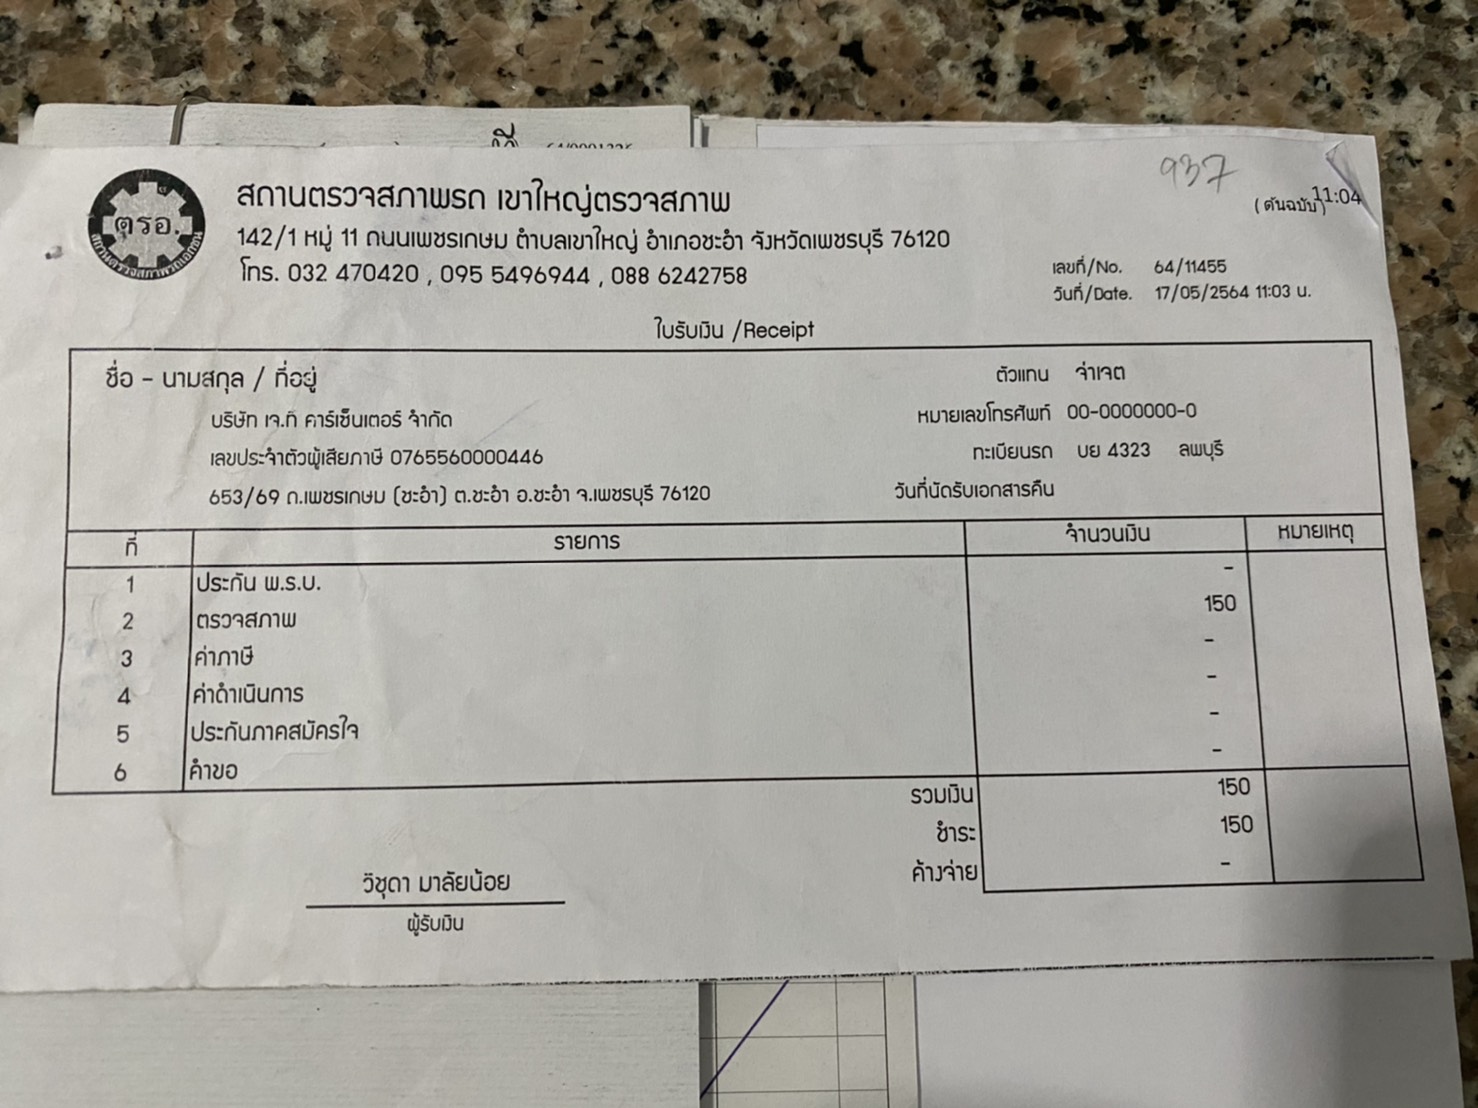 937
ตรอ.
สถานตรวจสภาพรถเอกชน
สถานตรวจสภาพรถ เขาใหญ่ตรวจสภาพ
(ต้นฉบับ) 11:04
142/1 หมู่ 11 ถนนเพชรเกษม ตำบลเขาใหญ่ อำเภอชะอำ จังหวัดเพชรบุรี 76120
โทร. 032 470420 , 095 5496944 , 088 6242758
เลขที่/No. 64/11455
วันที่/Date. 17/05/2564 11:03 น.
ใบรับเงิน /Receipt
ชื่อ - นามสกุล / ที่อยู่
ตัวแทน จ่าเจต
บริษัท เจ.ที คาร์เซ็นเตอร์ จำกัด
หมายเลขโทรศัพท์ 00-0000000-0
เลขประจำตัวผู้เสียภาษี 0765560000446
ทะเบียนรถ บย 4323 ลพบุรี
653/69 ถ.เพชรเกษม (ชะอำ) ต.ชะอำ อ.ชะอำ จ.เพชรบุรี 76120
วันที่นัดรับเอกสารคืน
ที่ รายการ จำนวนเงิน หมายเหตุ
1 ประกัน พ.ร.บ. -
2 ตรวจสภาพ 150
3 ค่าภาษี -
4 ค่าดำเนินการ -
5 ประกันภาคสมัครใจ -
6 คำขอ -
รวมเงิน 150
ชำระ 150
ค้างจ่าย -
วิชุดา มาลัยน้อย
ผู้รับเงิน